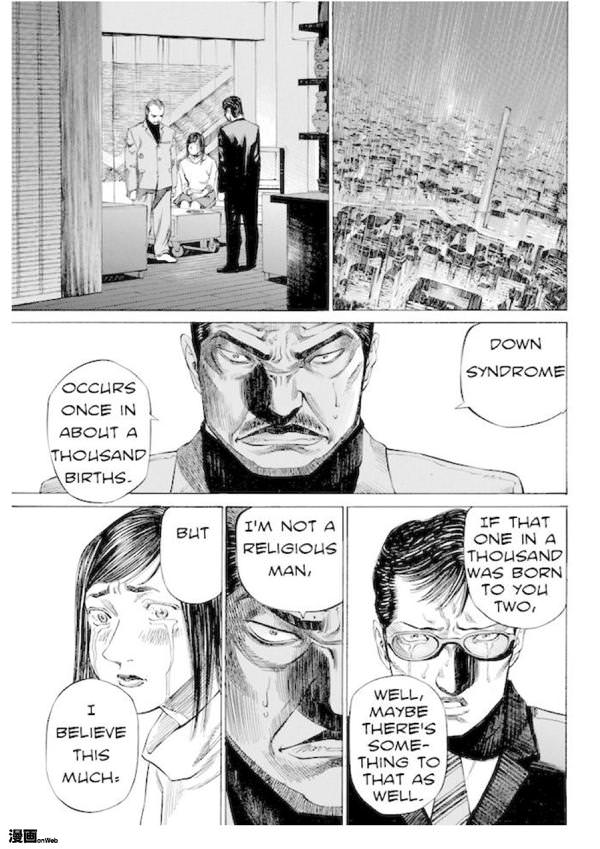 DOWN
SYNDROME
OCCURS
ONCE IN
ABOUT A
THOUSAND
BIRTHS.
IF THAT
ONE IN A
THOUSAND
WAS BORN
TO YOU
TWO,
WELL,
MAYBE
THERE'S
SOME-
THING TO
THAT AS
WELL.
I'M NOT A
RELIGIOUS
MAN,
BUT
I
BELIEVE
THIS
MUCH:
漫画onWeb